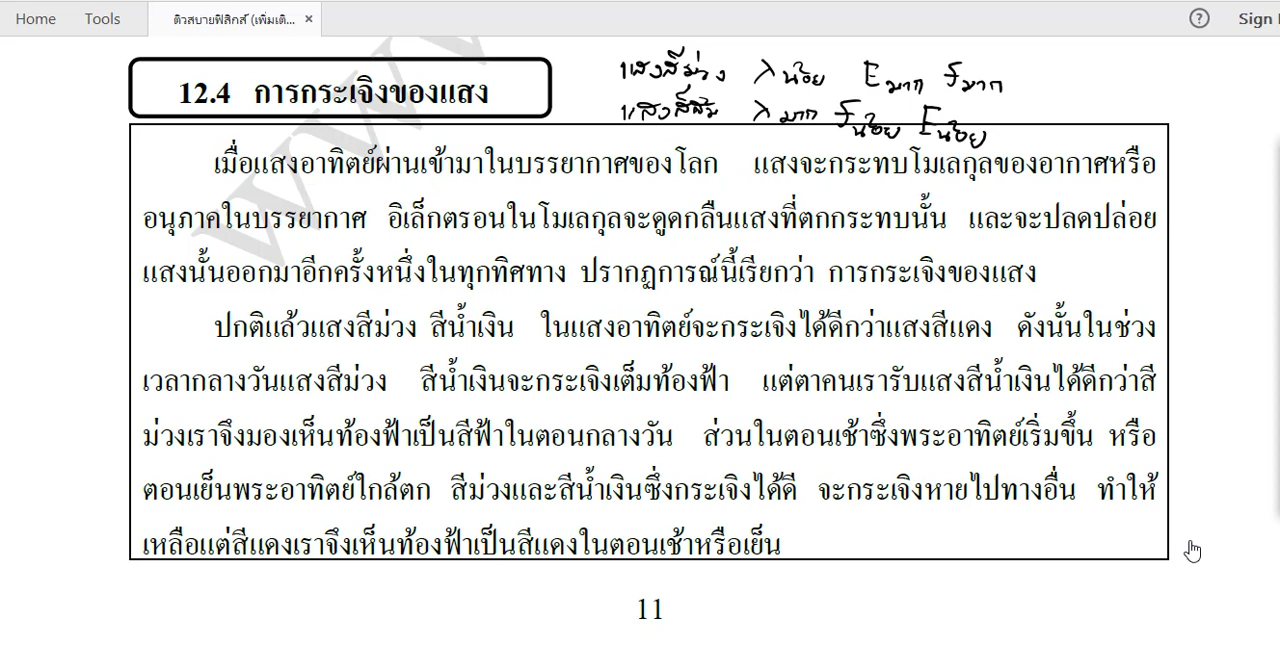 Home Tools ติวสบายฟิสิกส์ (เพิ่มเติ... × ? Sign
12.4 การกระเจิงของแสง
แสงสีม่วง λ น้อย E มาก f มาก
แสงสีส้ม λ มาก f น้อย E น้อย
เมื่อแสงอาทิตย์ผ่านเข้ามาในบรรยากาศของโลก แสงจะกระทบโมเลกุลของอากาศหรือ
อนุภาคในบรรยากาศ อิเล็กตรอนในโมเลกุลจะดูดกลืนแสงที่ตกกระทบนั้น และจะปลดปล่อย
แสงนั้นออกมาอีกครั้งหนึ่งในทุกทิศทาง ปรากฏการณ์นี้เรียกว่า การกระเจิงของแสง
ปกติแล้วแสงสีม่วง สีน้ำเงิน ในแสงอาทิตย์จะกระเจิงได้ดีกว่าแสงสีแดง ดังนั้นในช่วง
เวลากลางวันแสงสีม่วง สีน้ำเงินจะกระเจิงเต็มท้องฟ้า แต่ตาคนเรารับแสงสีน้ำเงินได้ดีกว่าสี
ม่วงเราจึงมองเห็นท้องฟ้าเป็นสีฟ้าในตอนกลางวัน ส่วนในตอนเช้าซึ่งพระอาทิตย์เริ่มขึ้น หรือ
ตอนเย็นพระอาทิตย์ใกล้ตก สีม่วงและสีน้ำเงินซึ่งกระเจิงได้ดี จะกระเจิงหายไปทางอื่น ทำให้
เหลือแต่สีแดงเราจึงเห็นท้องฟ้าเป็นสีแดงในตอนเช้าหรือเย็น
11